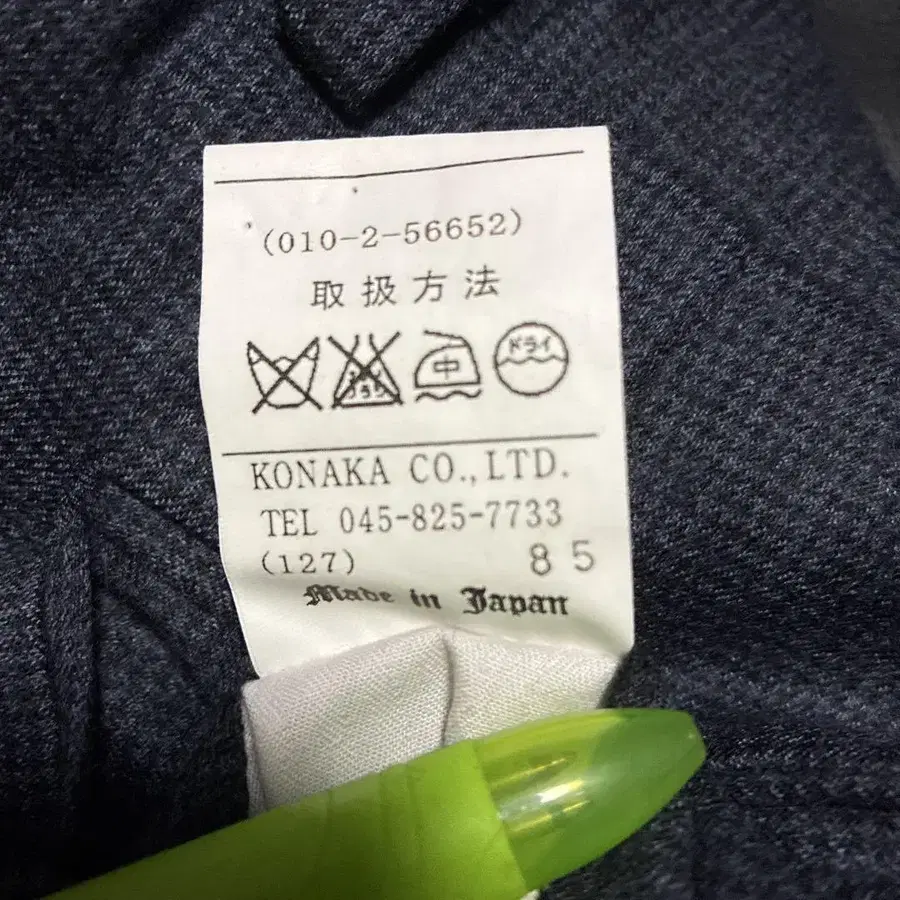 (010-2-56652)
取扱方法
中 ドライ
KONAKA CO.,LTD.
TEL 045-825-7733
(127) 85
Made in Japan